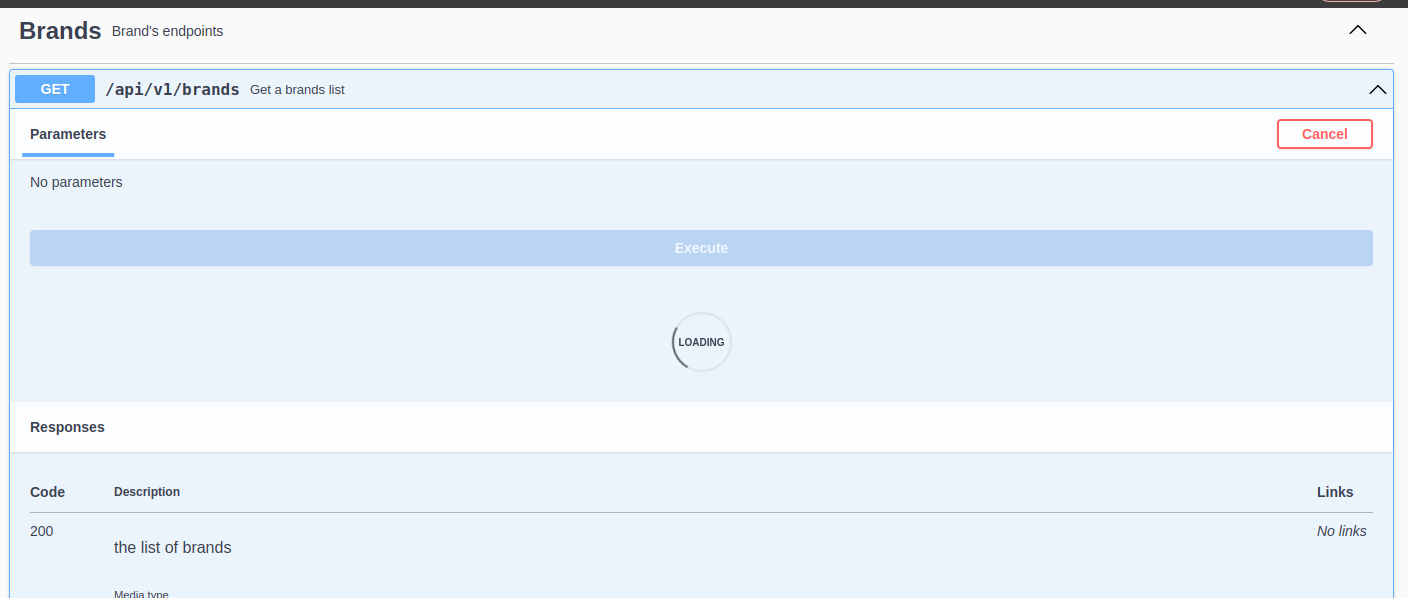 Brands Brand's endpoints
GET /api/v1/brands Get a brands list
Parameters Cancel
No parameters
Execute
LOADING
Responses
Code Description Links
200 No links
the list of brands
Media type